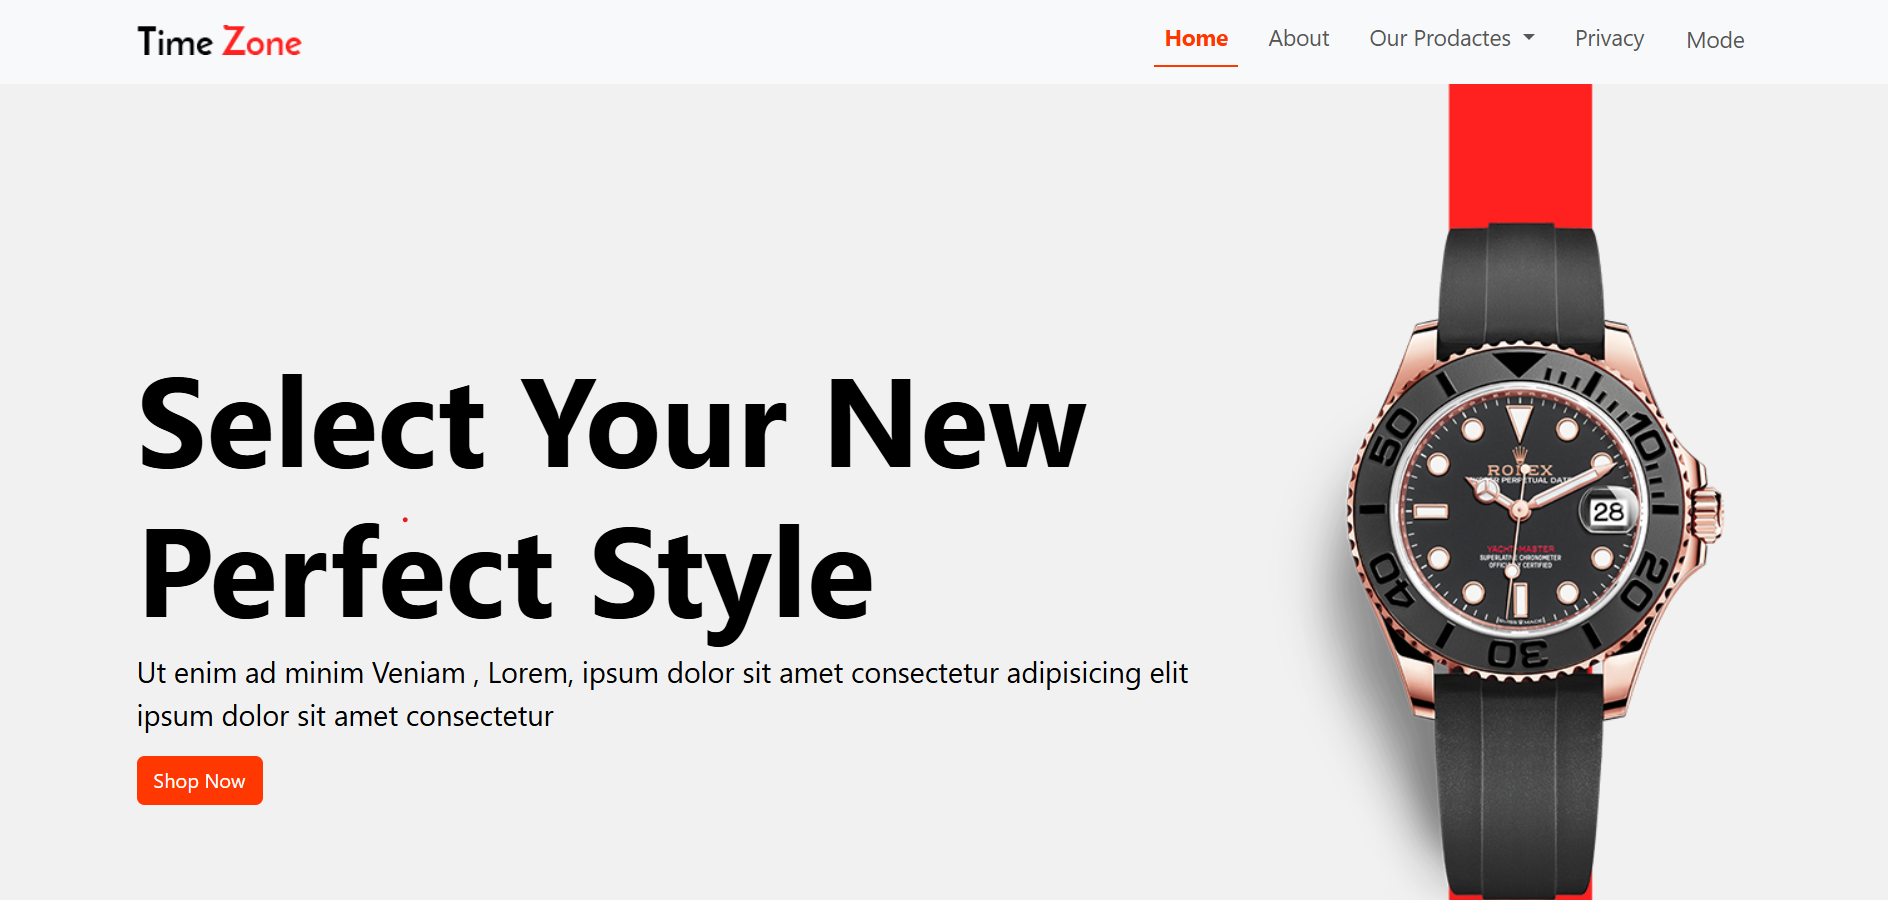 Time Zone
Home About Our Prodactes Privacy Mode
Select Your New
Perfect Style
Ut enim ad minim Veniam , Lorem, ipsum dolor sit amet consectetur adipisicing elit
ipsum dolor sit amet consectetur
Shop Now
10
50
ROLEX
PERPETUAL DATE
28
YACHT-MASTER
SUPERLATIVE CHRONOMETER
OFFICIALLY CERTIFIED
20
40
SWISS MADE
30